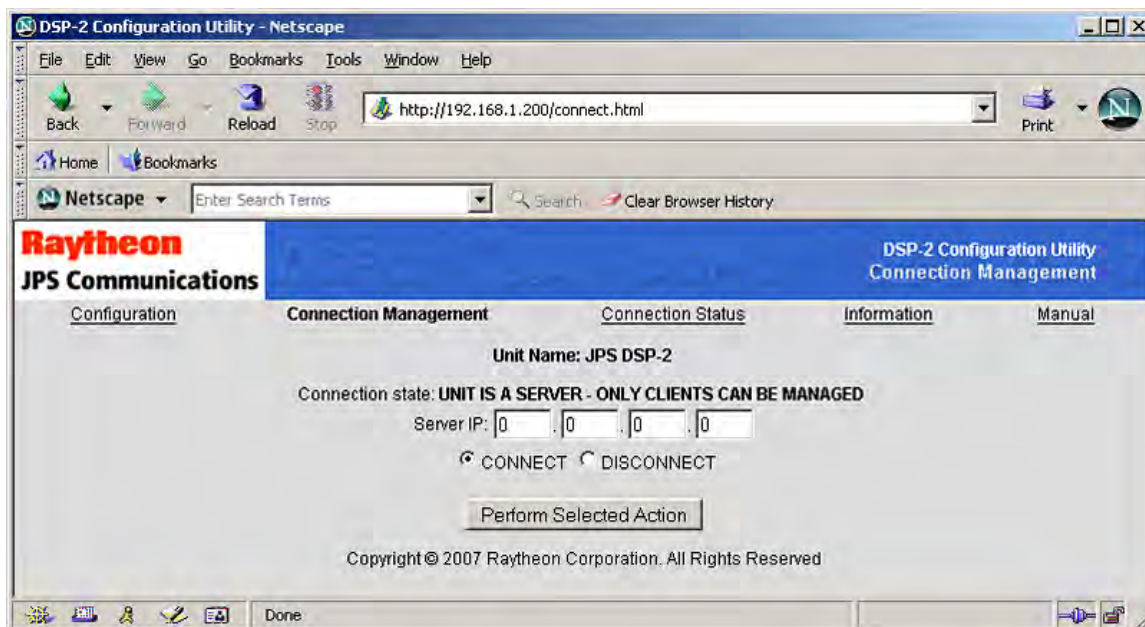 DSP-2 Configuration Utility - Netscape
File Edit View Go Bookmarks Tools Window Help
http://192.168.1.200/connect.html
Back Forward Reload Stop Print
Home Bookmarks
Netscape Enter Search Terms Search Clear Browser History
Raytheon
JPS Communications
DSP-2 Configuration Utility
Connection Management
Configuration Connection Management Connection Status Information Manual
Unit Name: JPS DSP-2
Connection state: UNIT IS A SERVER - ONLY CLIENTS CAN BE MANAGED
Server IP: 0 . 0 . 0 . 0
CONNECT DISCONNECT
Perform Selected Action
Copyright © 2007 Raytheon Corporation. All Rights Reserved
Done